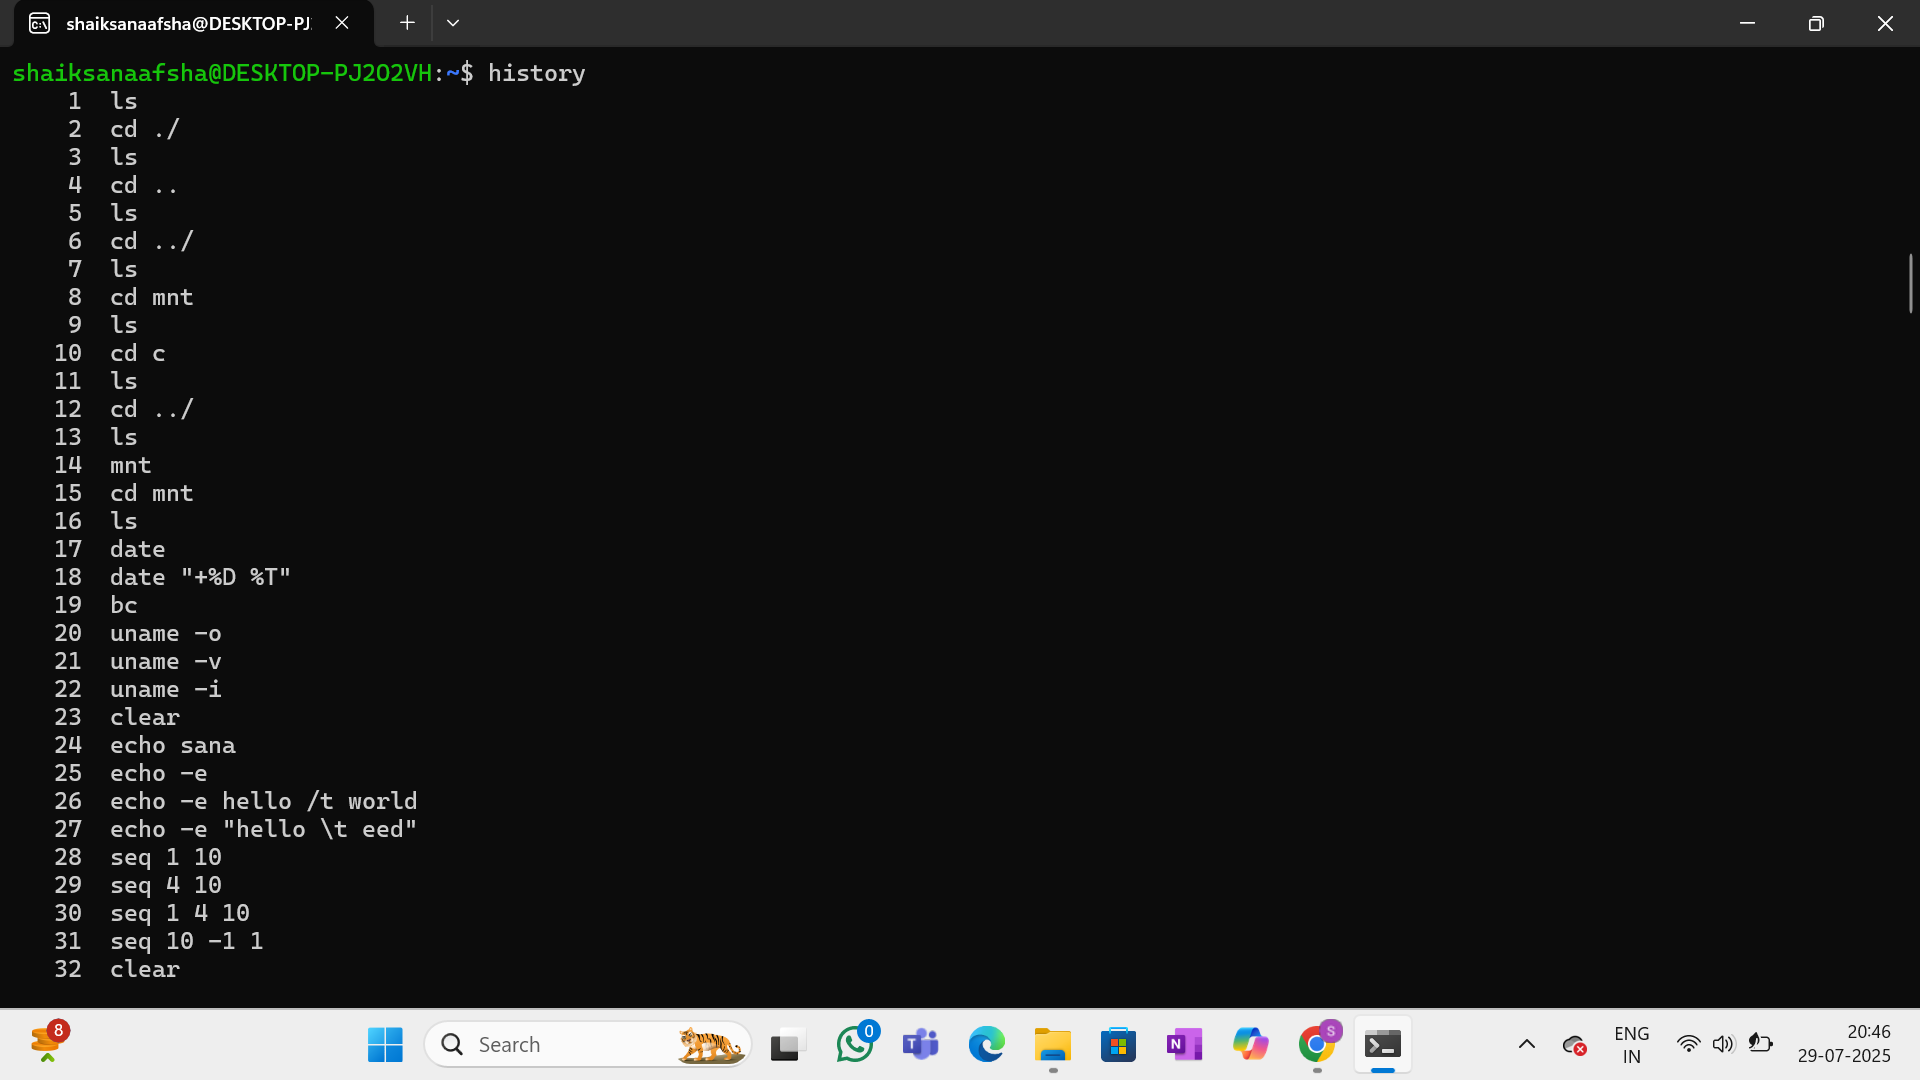 shaiksanaafsha@DESKTOP-PJ
shaiksanaafsha@DESKTOP-PJ2O2VH:~$ history
1 ls
2 cd ./
3 ls
4 cd ..
5 ls
6 cd ../
7 ls
8 cd mnt
9 ls
10 cd c
11 ls
12 cd ../
13 ls
14 mnt
15 cd mnt
16 ls
17 date
18 date "+%D %T"
19 bc
20 uname -o
21 uname -v
22 uname -i
23 clear
24 echo sana
25 echo -e
26 echo -e hello /t world
27 echo -e "hello \t eed"
28 seq 1 10
29 seq 4 10
30 seq 1 4 10
31 seq 10 -1 1
32 clear
8
Search
0
T
N
S
ENG
IN
20:46
29-07-2025